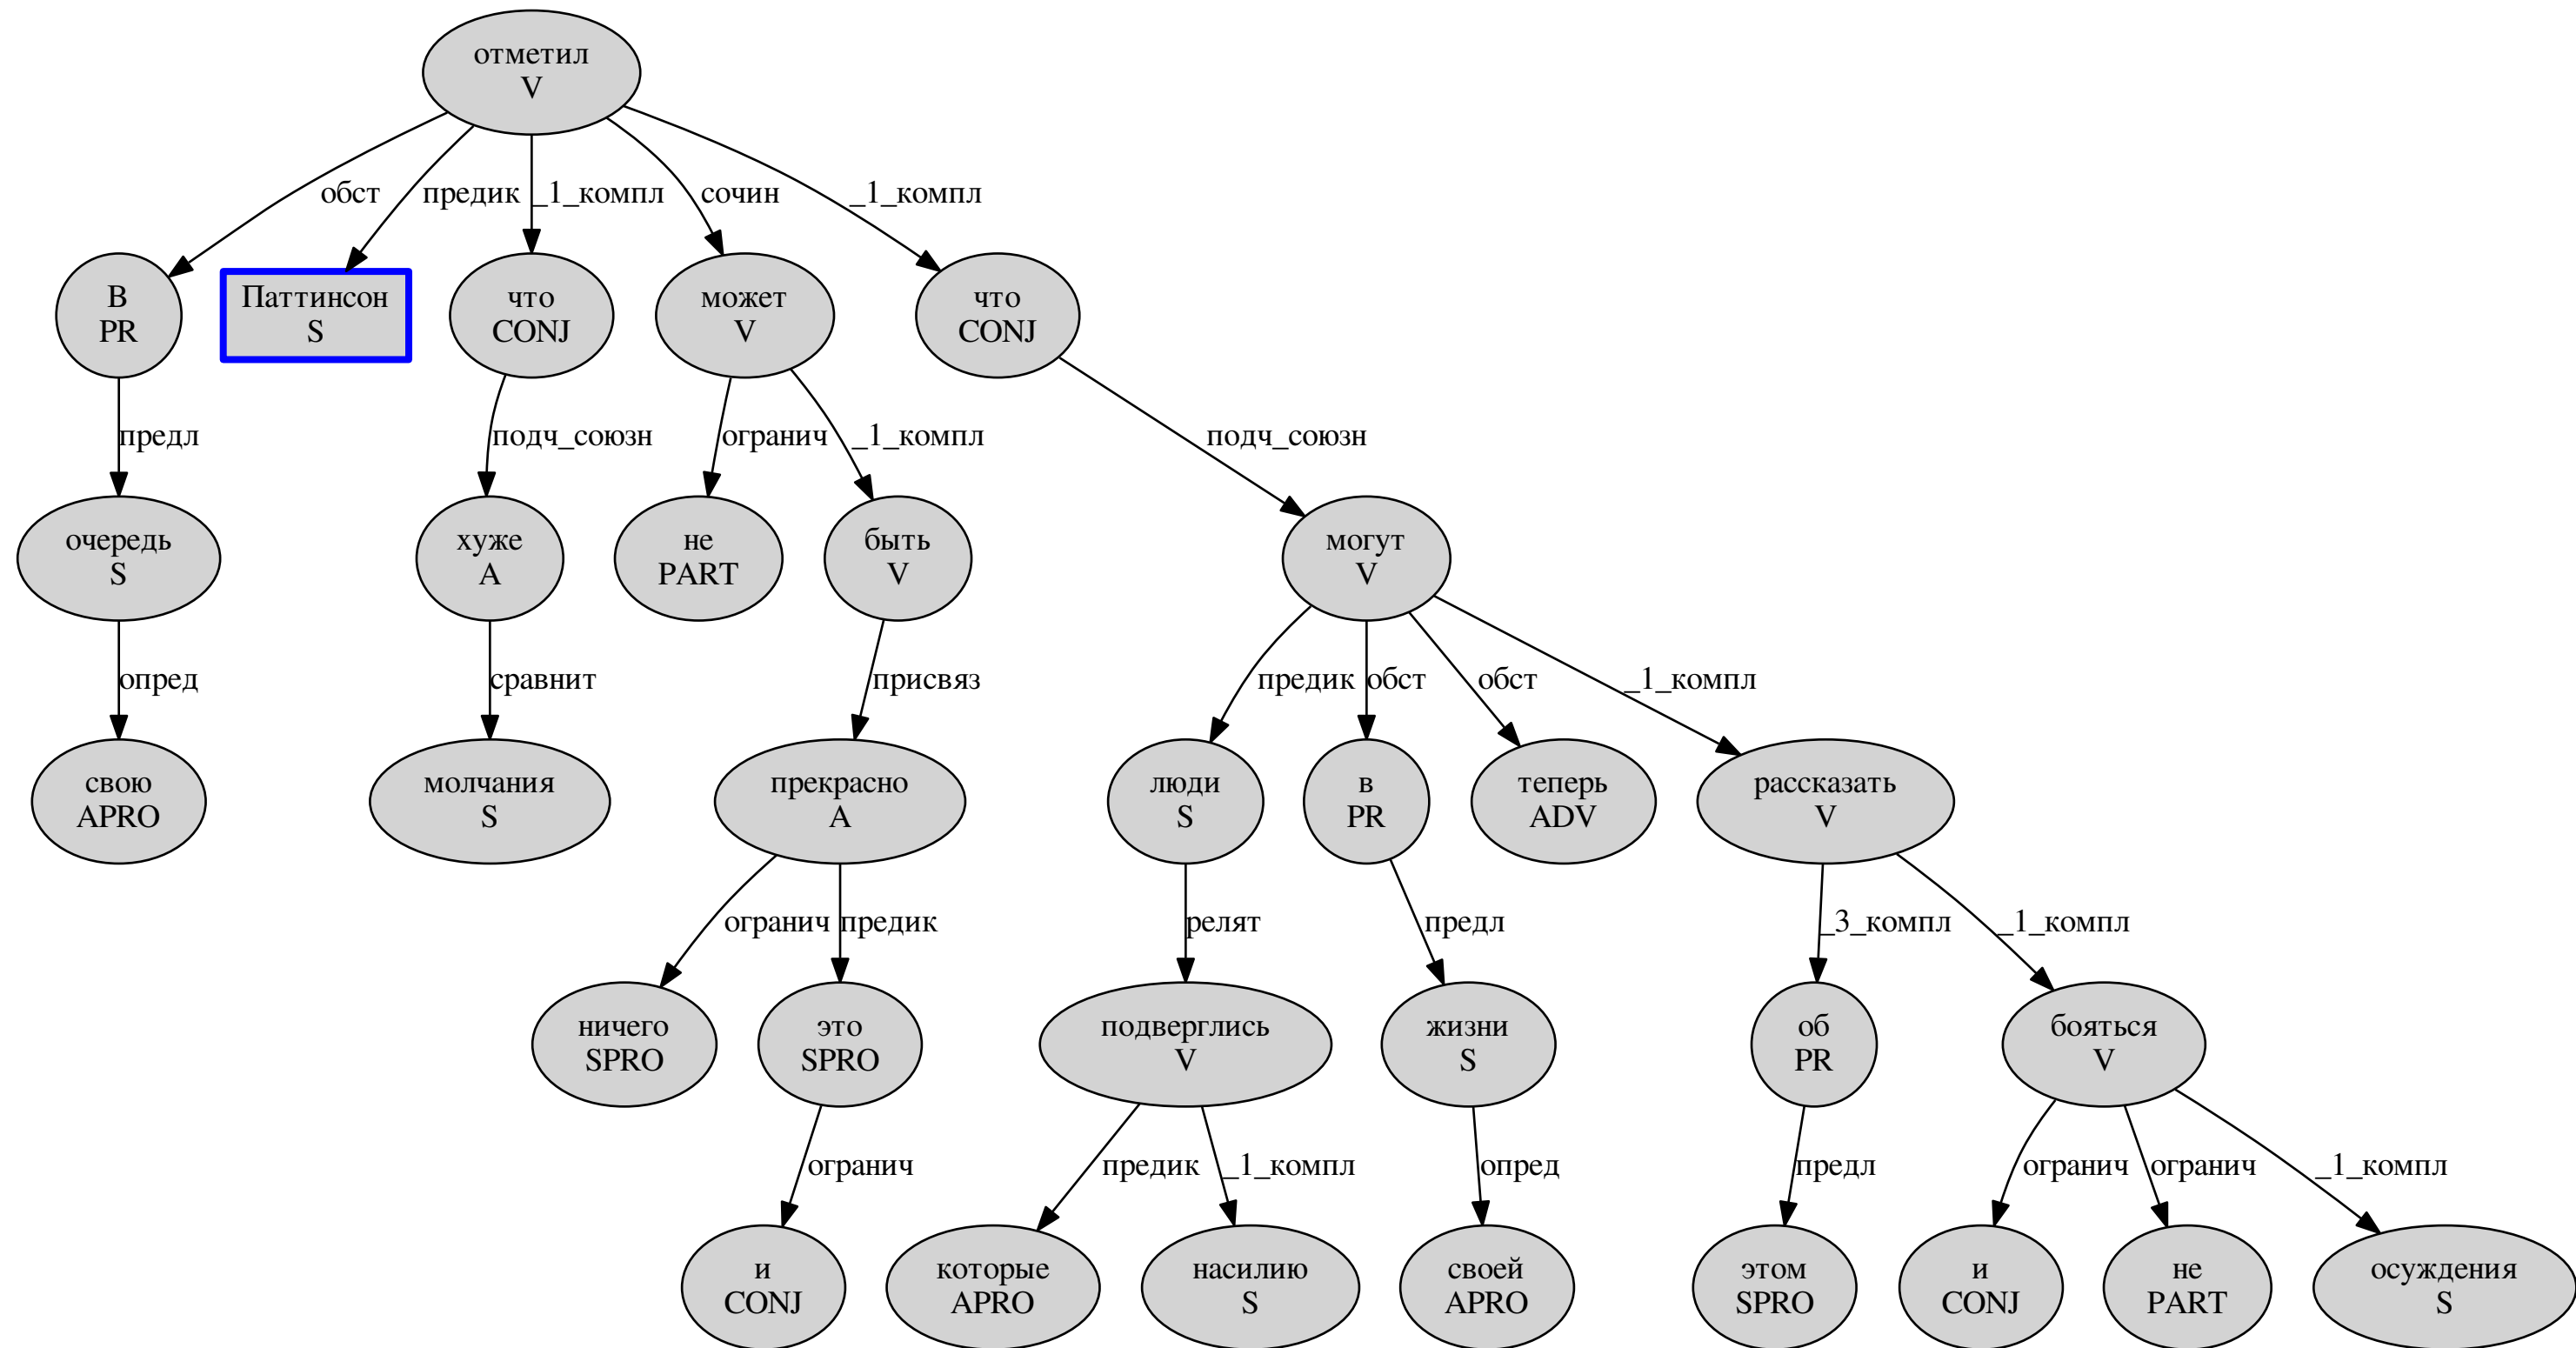 отметил
V
обст
предик
_1_компл
сочин
_1_компл
В
PR
Паттинсон
S
что
CONJ
может
V
что
CONJ
предл
подч_союзн
огранич
_1_компл
подч_союзн
очередь
S
хуже
A
не
PART
быть
V
могут
V
опред
сравнит
присвяз
предик
обст
обст
_1_компл
свою
APRO
молчания
S
прекрасно
A
люди
S
в
PR
теперь
ADV
рассказать
V
огранич
предик
релят
предл
_3_компл
_1_компл
ничего
SPRO
это
SPRO
подверглись
V
жизни
S
об
PR
бояться
V
огранич
предик
_1_компл
опред
предл
огранич
огранич
_1_компл
и
CONJ
которые
APRO
насилию
S
своей
APRO
этом
SPRO
и
CONJ
не
PART
осуждения
S